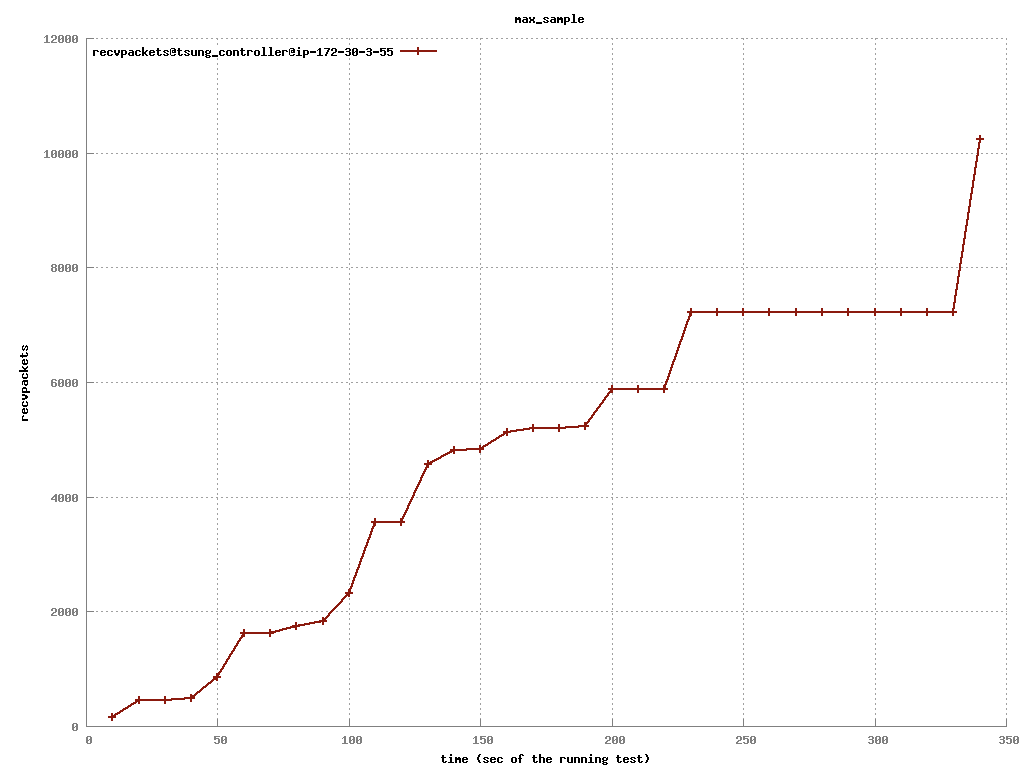 max_sample
12000
recvpackets@tsung_controller@ip-172-30-3-55
10000
8000
6000
4000
2000
0
recvpackets
0 50 100 150 200 250 300 350
time (sec of the running test)